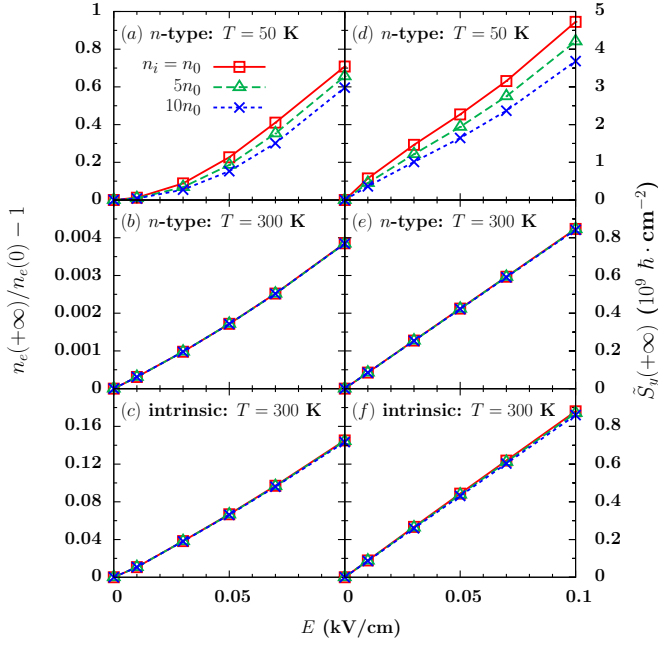 1 (a) n-type: T = 50 K (d) n-type: T = 50 K 5
0.8 n_i = n_0 4
0.6 5n_0 3
0.4 10n_0 2
0.2 1
0 0
(b) n-type: T = 300 K (e) n-type: T = 300 K
0.004 0.8
0.003 0.6
0.002 0.4
0.001 0.2
0 0
(c) intrinsic: T = 300 K (f) intrinsic: T = 300 K
0.16 0.8
0.12 0.6
0.08 0.4
0.04 0.2
0 0
0 0.05 0 0.05 0.1
E (kV/cm)
n_e(+∞)/n_e(0) − 1
S̃_y(+∞) (10^9 ℏ · cm^−2)